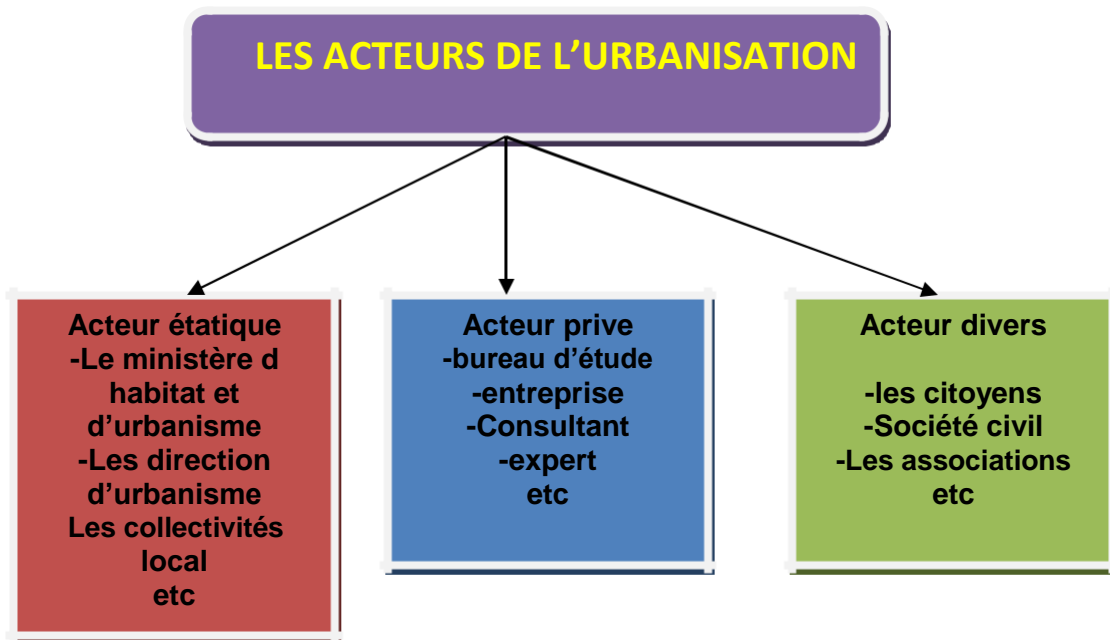 LES ACTEURS DE L’URBANISATION
Acteur étatique
-Le ministère d
habitat et
d’urbanisme
-Les direction
d’urbanisme
Les collectivités
local
etc
Acteur prive
-bureau d’étude
-entreprise
-Consultant
-expert
etc
Acteur divers
-les citoyens
-Société civil
-Les associations
etc